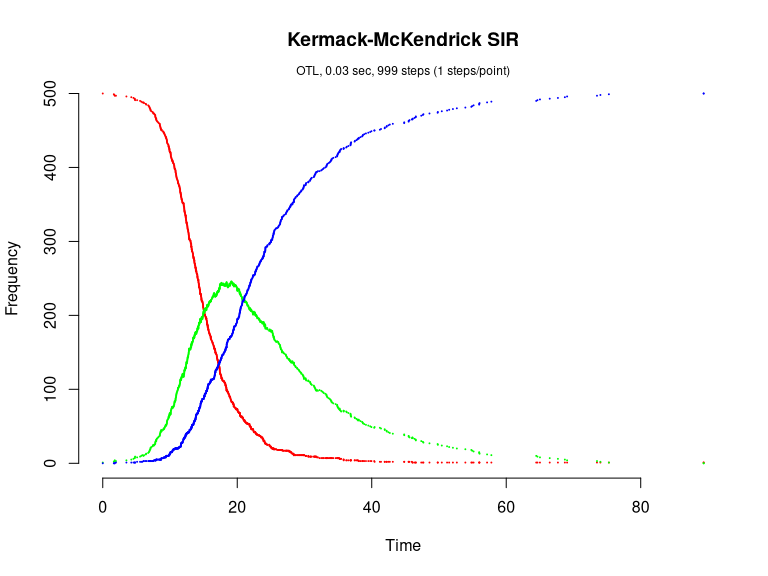 Kermack-McKendrick SIR
OTL, 0.03 sec, 999 steps (1 steps/point)
Frequency
500
400
300
200
100
0
0 20 40 60 80
Time